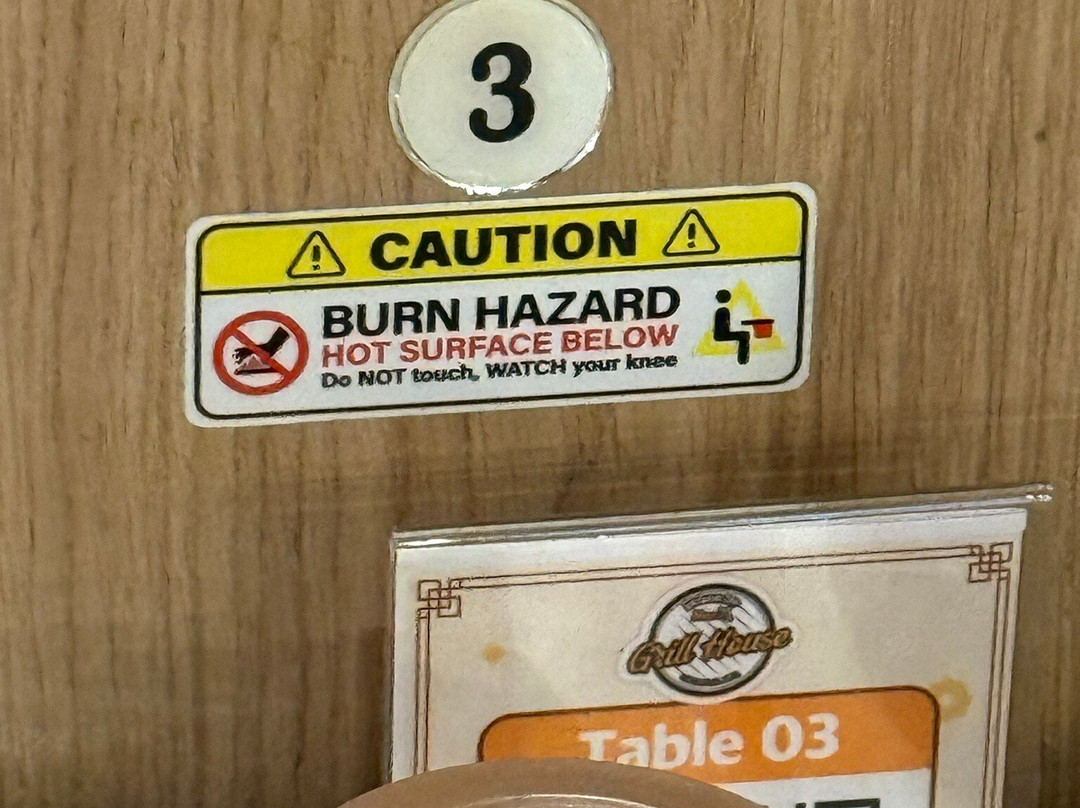 3
CAUTION
BURN HAZARD
HOT SURFACE BELOW
Do NOT touch, WATCH your knee
Grill House
Table 03